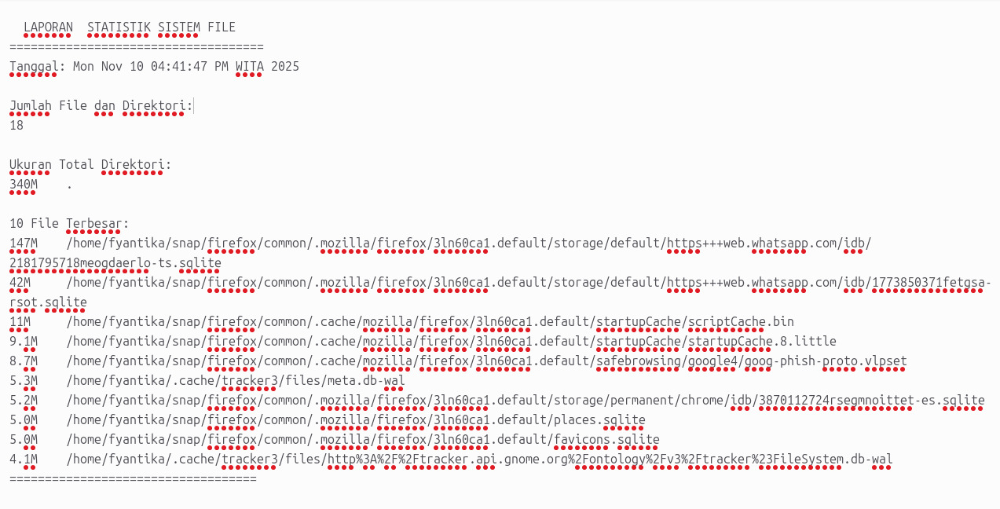 LAPORAN  STATISTIK SISTEM FILE
====================================
Tanggal: Mon Nov 10 04:41:47 PM WITA 2025
Jumlah File dan Direktori:
18
Ukuran Total Direktori:
340M    .
10 File Terbesar:
147M    /home/fyantika/snap/firefox/common/.mozilla/firefox/3ln60ca1.default/storage/default/https+++web.whatsapp.com/idb/
2181795718meogdaerlo-ts.sqlite
42M     /home/fyantika/snap/firefox/common/.mozilla/firefox/3ln60ca1.default/storage/default/https+++web.whatsapp.com/idb/1773850371fetgsa-
rsot.sqlite
11M     /home/fyantika/snap/firefox/common/.cache/mozilla/firefox/3ln60ca1.default/startupCache/scriptCache.bin
9.1M    /home/fyantika/snap/firefox/common/.cache/mozilla/firefox/3ln60ca1.default/startupCache/startupCache.8.little
8.7M    /home/fyantika/snap/firefox/common/.cache/mozilla/firefox/3ln60ca1.default/safebrowsing/google4/goog-phish-proto.vlpset
5.3M    /home/fyantika/.cache/tracker3/files/meta.db-wal
5.2M    /home/fyantika/snap/firefox/common/.mozilla/firefox/3ln60ca1.default/storage/permanent/chrome/idb/3870112724rsegmnoittet-es.sqlite
5.0M    /home/fyantika/snap/firefox/common/.mozilla/firefox/3ln60ca1.default/places.sqlite
5.0M    /home/fyantika/snap/firefox/common/.mozilla/firefox/3ln60ca1.default/favicons.sqlite
4.1M    /home/fyantika/.cache/tracker3/files/http%3A%2F%2Ftracker.api.gnome.org%2Fontology%2Fv3%2Ftracker%23FileSystem.db-wal
===================================